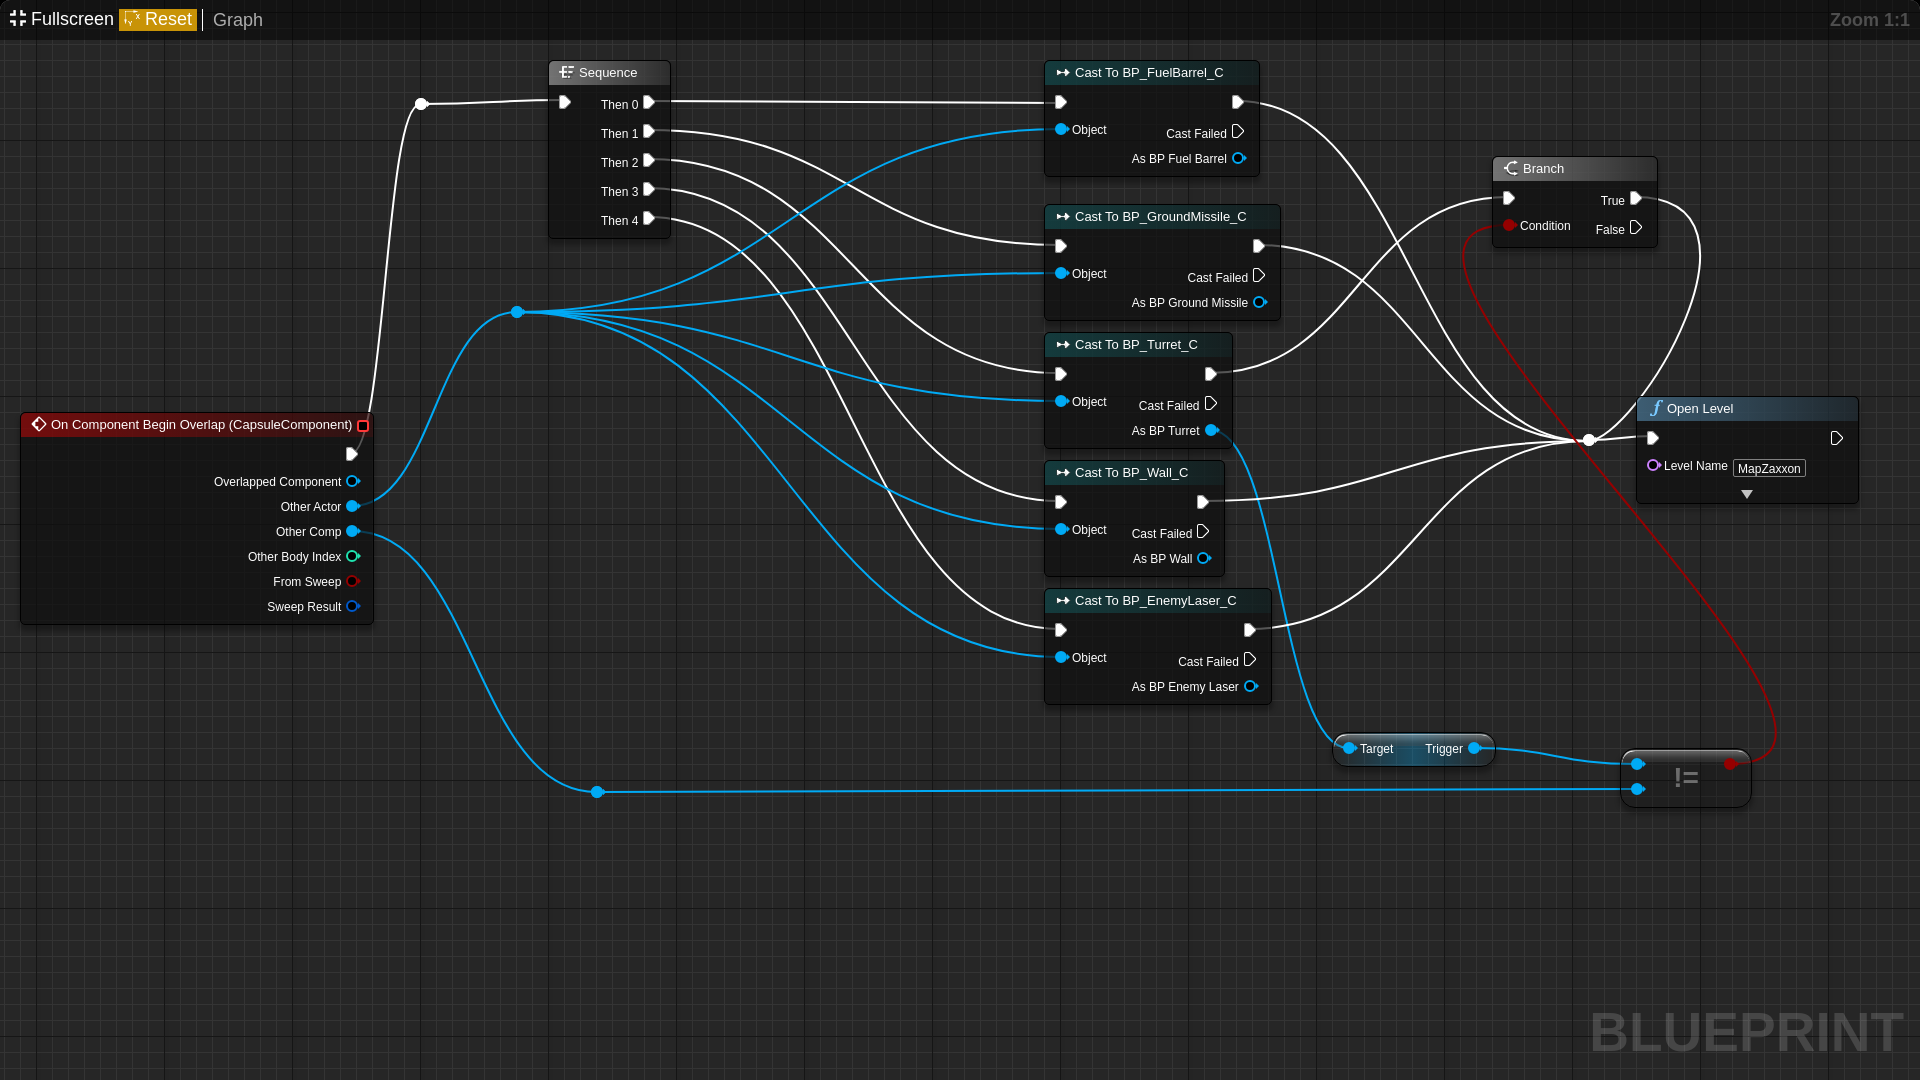 Fullscreen Reset Graph
Zoom 1:1
Sequence
Then 0
Then 1
Then 2
Then 3
Then 4
Cast To BP_FuelBarrel_C
Object
Cast Failed
As BP Fuel Barrel
Cast To BP_GroundMissile_C
Object
Cast Failed
As BP Ground Missile
Cast To BP_Turret_C
Object
Cast Failed
As BP Turret
Cast To BP_Wall_C
Object
Cast Failed
As BP Wall
Cast To BP_EnemyLaser_C
Object
Cast Failed
As BP Enemy Laser
Branch
True
Condition
False
Open Level
Level Name MapZaxxon
On Component Begin Overlap (CapsuleComponent)
Overlapped Component
Other Actor
Other Comp
Other Body Index
From Sweep
Sweep Result
Target Trigger
!=
BLUEPRINT